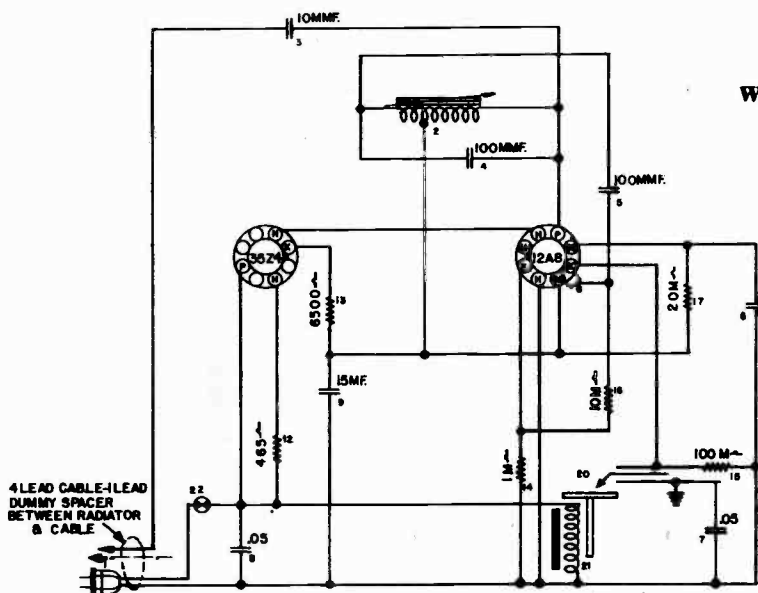 10MMF.
3
W
2
100MMF.
4
100MMF.
5
35Z4
H
K
P
H
12A8
H
P
K
H
G
6500~
13
20M~
17
6
15MF.
9
465~
12
10M~
16
1M~
14
20
100M~
15
4 LEAD CABLE-1 LEAD
DUMMY SPACER
BETWEEN RADIATOR
& CABLE
22
.05
8
21
.05
7